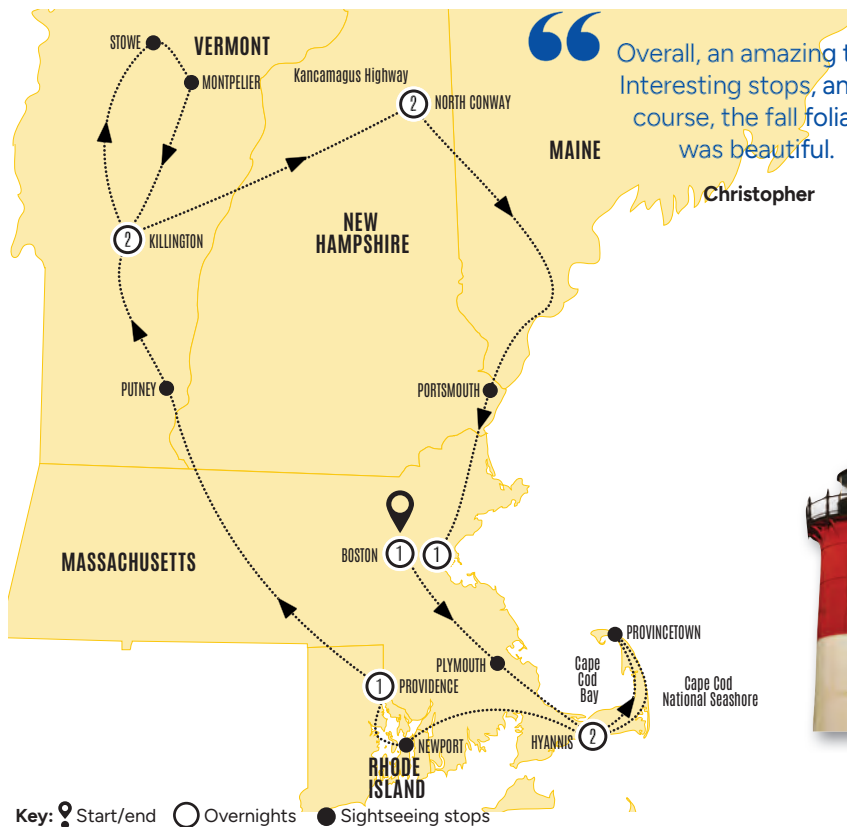 STOWE
VERMONT
MONTPELIER
Kancamagus Highway
2
NORTH CONWAY
“
Overall, an amazing
Interesting stops,
course, the fall
was beautiful.
Christopher
MAINE
NEW
HAMPSHIRE
2
KILLINGTON
PUTNEY
PORTSMOUTH
MASSACHUSETTS
BOSTON
1
1
PLYMOUTH
PROVINCETOWN
Cape
Cod
Bay
Cape Cod
National Seashore
1
PROVIDENCE
NEWPORT
HYANNIS
2
RHODE
ISLAND
Key: Start/end Overnights Sightseeing stops